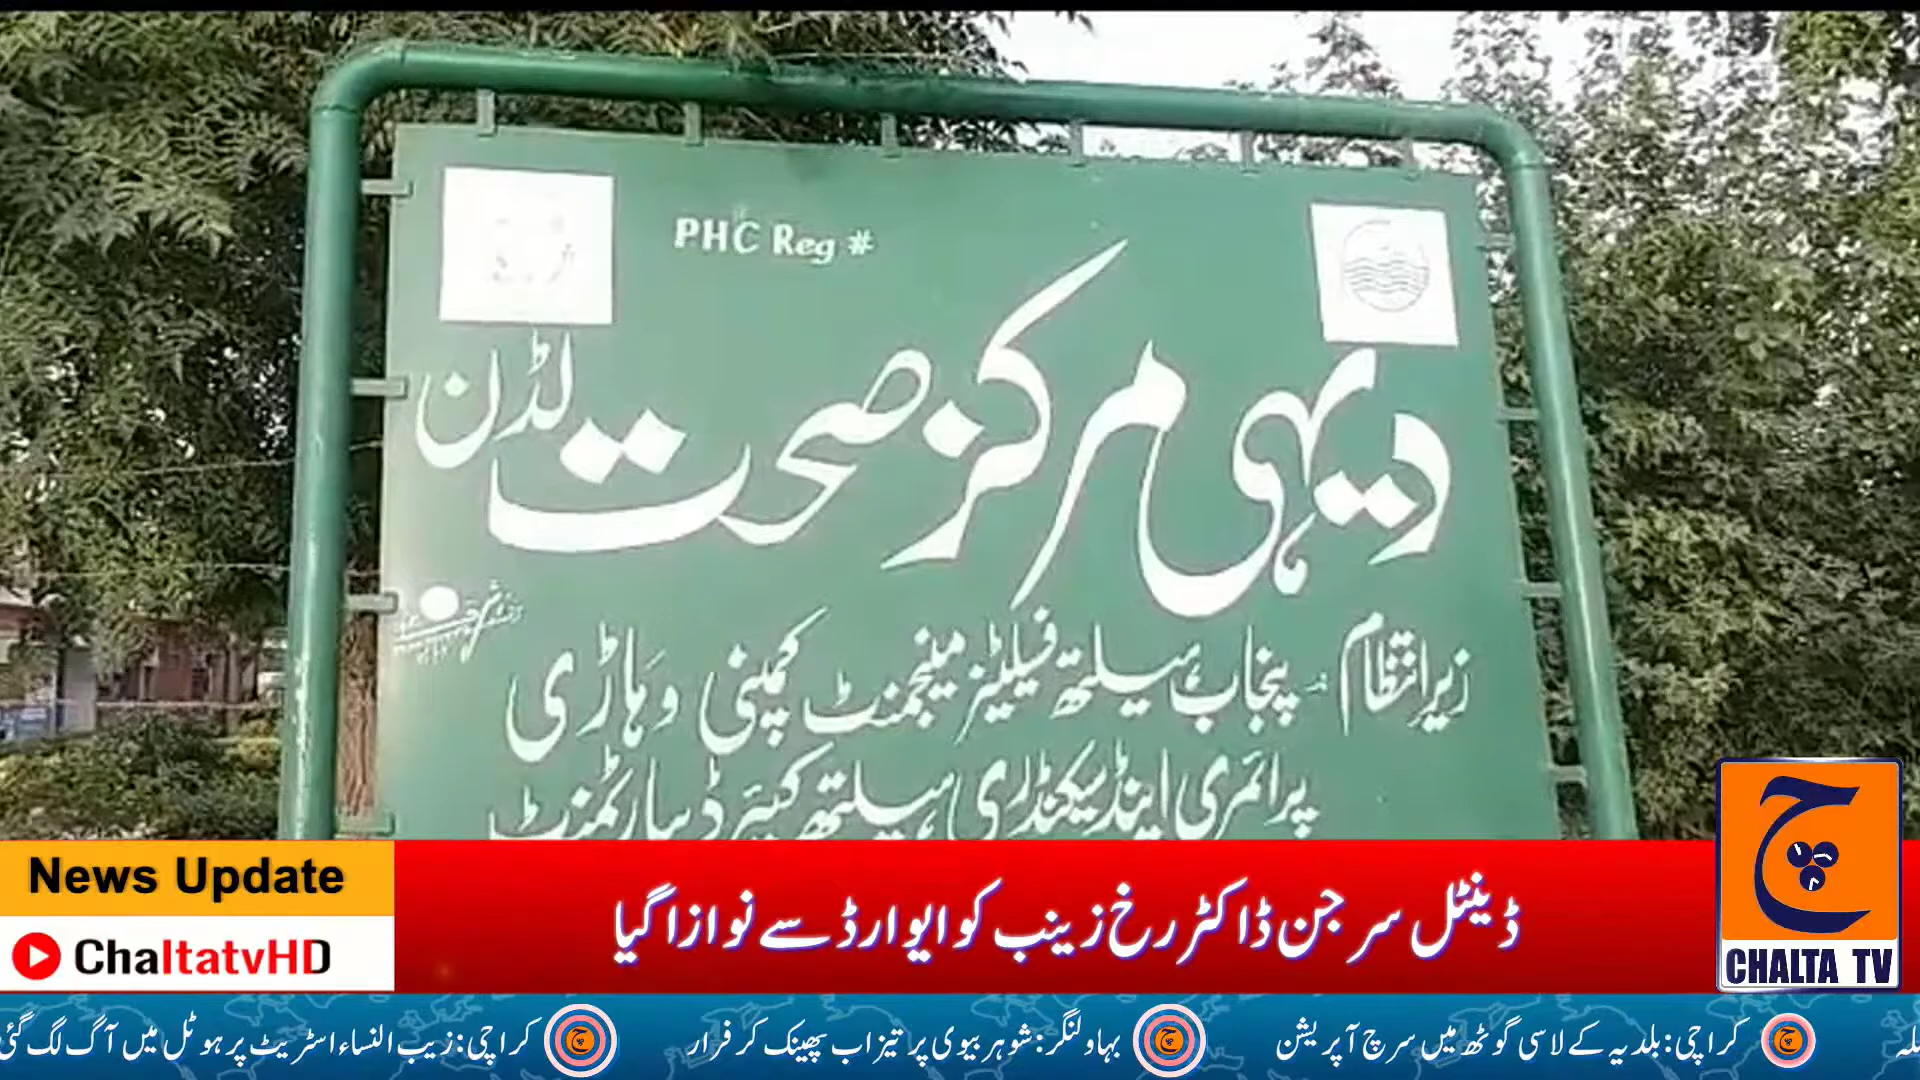 PHC Reg #
دیہی مرکز صحت لڈن
زیر انتظام پنجاب ہیلتھ فسیلیٹیز مینجمنٹ کمپنی وہاڑی
پرائمری اینڈ سیکنڈری ہیلتھ کیئر ڈیپارٹمنٹ
News Update
ChaltatvHD
ڈینٹل سرجن ڈاکٹر رخ زینب کو ایوارڈ سے نوازا گیا
چ
CHALTA TV
کراچی: بلدیہ کے لاسی گوٹھ میں سرچ آپریشن
بہاولنگر: شوہر بیوی پر تیزاب پھینک کر فرار
کراچی: زیب النساء اسٹریٹ پر ہوٹل میں آگ لگ گئی